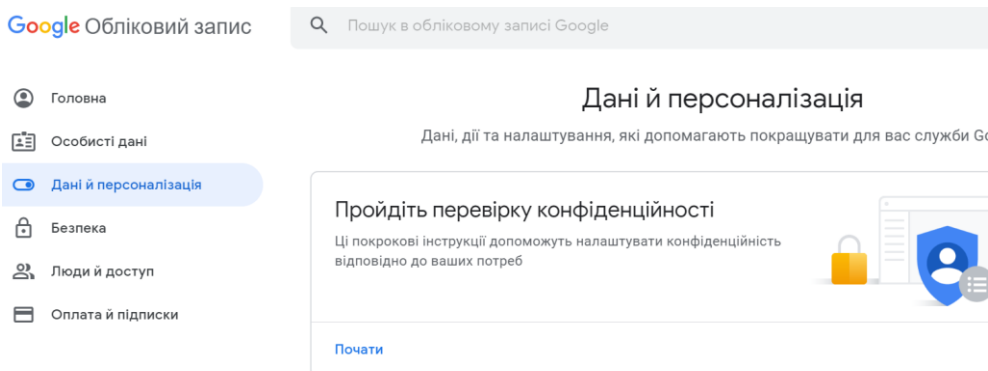 Google Обліковий запис
Пошук в обліковому записі Google
Головна
Особисті дані
Дані й персоналізація
Безпека
Люди й доступ
Оплата й підписки
Дані й персоналізація
Дані, дії та налаштування, які допомагають покращувати для вас служби Go
Пройдіть перевірку конфіденційності
Ці покрокові інструкції допоможуть налаштувати конфіденційність
відповідно до ваших потреб
Почати